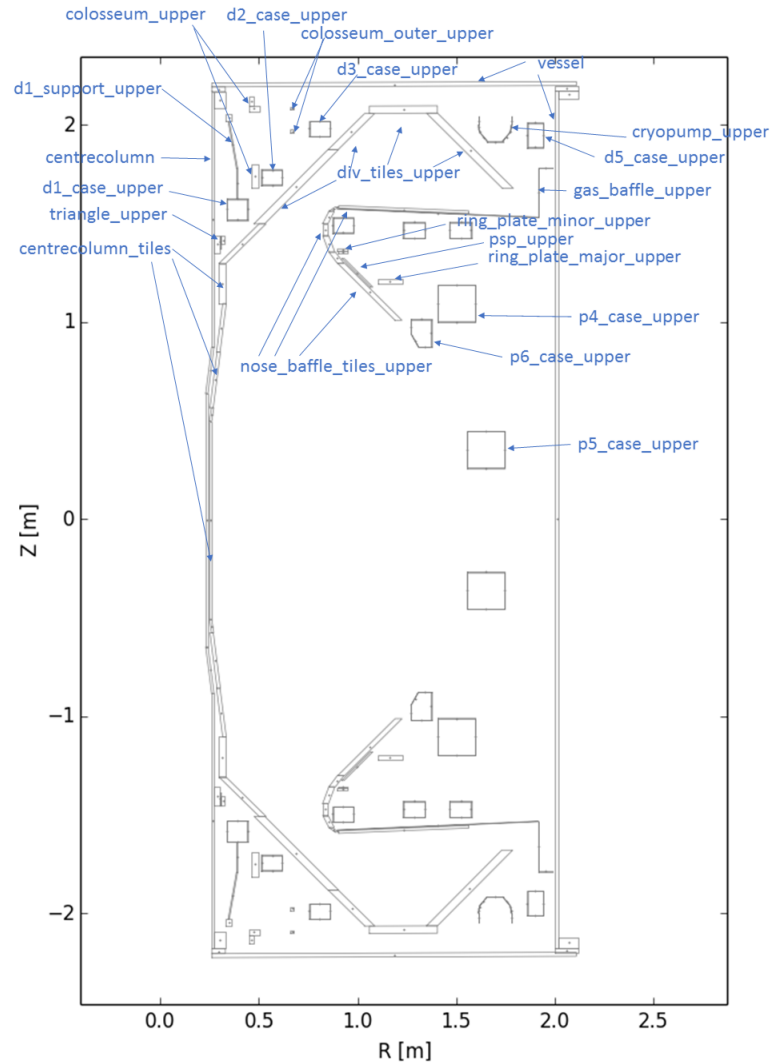 colosseum_upper
d2_case_upper
colosseum_outer_upper
vessel
d3_case_upper
d1_support_upper
cryopump_upper
centrecolumn
d5_case_upper
div_tiles_upper
d1_case_upper
gas_baffle_upper
triangle_upper
ring_plate_minor_upper
psp_upper
centrecolumn_tiles
ring_plate_major_upper
p4_case_upper
p6_case_upper
nose_baffle_tiles_upper
p5_case_upper
2
1
0
−1
−2
Z [m]
0.0 0.5 1.0 1.5 2.0 2.5
R [m]